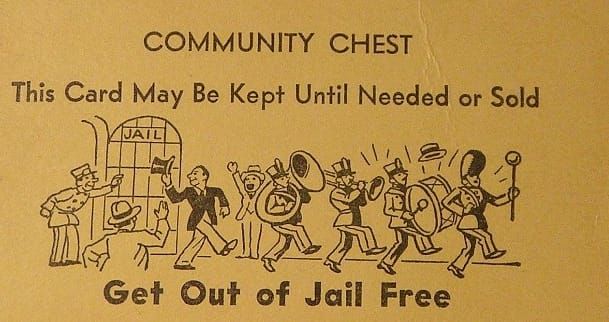 COMMUNITY CHEST
This Card May Be Kept Until Needed or Sold
JAIL
Get Out of Jail Free